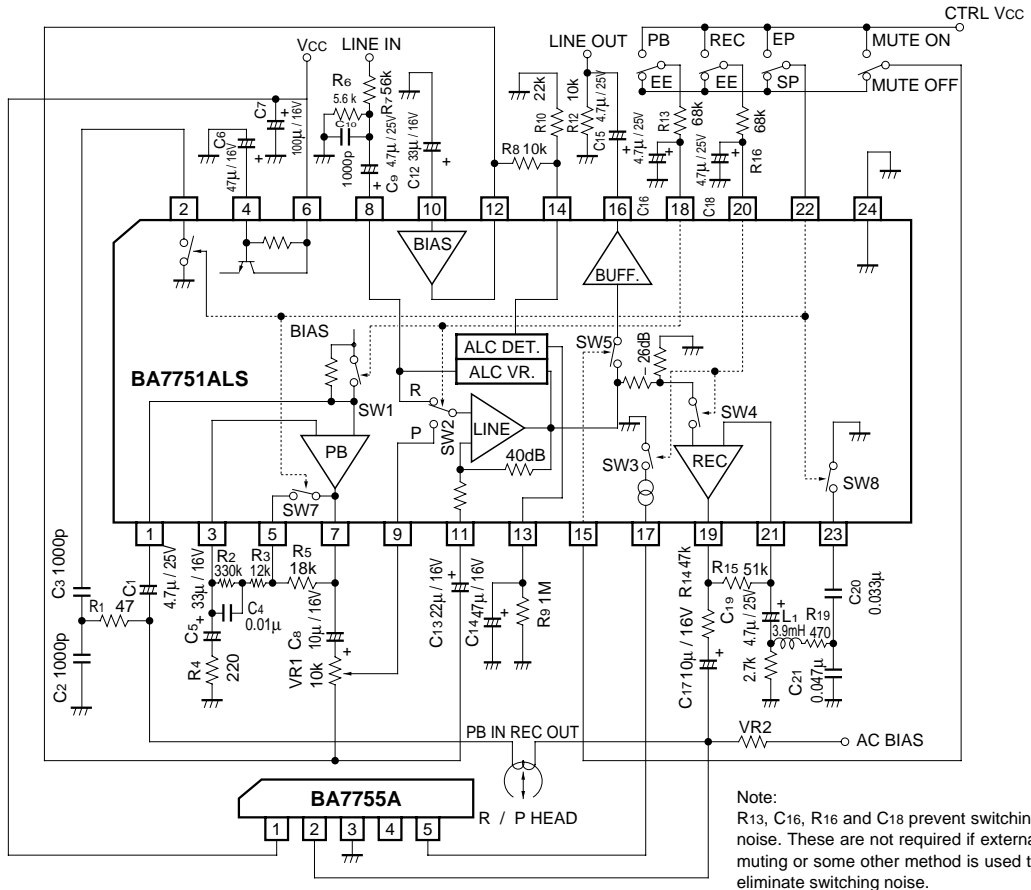 CTRL VCC
VCC LINE IN LINE OUT PB REC EP MUTE ON
EE EE SP MUTE OFF
C7 100µ / 16V
C6 47µ / 16V
R6 5.6 k
R7 56k
C10 1000p
C9 4.7µ / 25V
C12 33µ / 16V
R8 10k
22k R10
10k R12
C15 4.7µ / 25V
R13 68k
4.7µ / 25V C16
68k R16
4.7µ / 25V C18
2 4 6 8 10 12 14 16 18 20 22 24
BIAS
BUFF.
BIAS
ALC DET.
ALC VR.
SW5
-26dB
BA7751ALS
SW1
R
P
SW2
LINE
SW4
PB
40dB
SW3
REC
SW8
SW7
1 3 5 7 9 11 13 15 17 19 21 23
C3 1000p
R1 47
C2 1000p
C1 4.7µ / 25V
33µ / 16V C5
R2 330k
R3 12k
C4 0.01µ
R4 220
R5 18k
C8 10µ / 16V
VR1 10k
C13 22µ / 16V
C14 47µ / 16V
R9 1M
C17 10µ / 16V
R14 47k
R15 51k
C19 4.7µ / 25V
L1 3.9mH
R19 470
2.7k
C20 0.033µ
C21 0.047µ
PB IN REC OUT
VR2
AC BIAS
R / P HEAD
BA7755A
1 2 3 4 5
Note:
R13, C16, R16 and C18 prevent switchin
noise. These are not required if externa
muting or some other method is used t
eliminate switching noise.